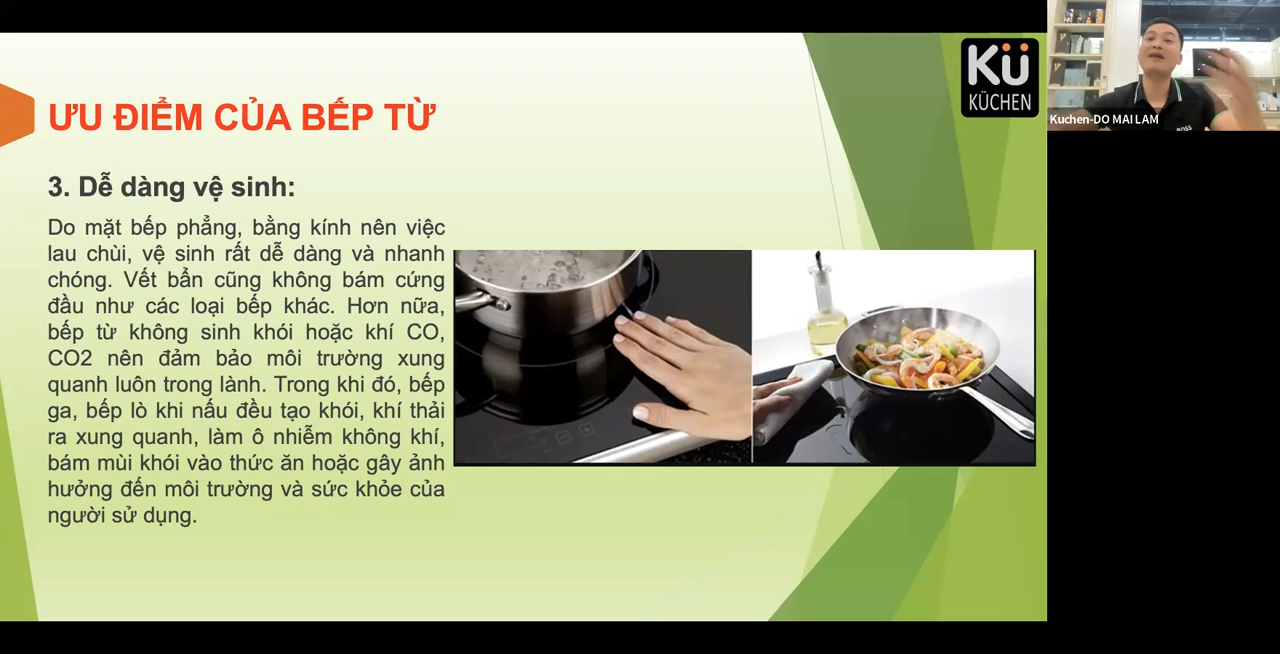 KÜ
KÜCHEN
ƯU ĐIỂM CỦA BẾP TỪ
3. Dễ dàng vệ sinh:
Do mặt bếp phẳng, bằng kính nên việc
lau chùi, vệ sinh rất dễ dàng và nhanh
chóng. Vết bẩn cũng không bám cứng
đầu như các loại bếp khác. Hơn nữa,
bếp từ không sinh khói hoặc khí CO,
CO2 nên đảm bảo môi trường xung
quanh luôn trong lành. Trong khi đó, bếp
ga, bếp lò khi nấu đều tạo khói, khí thải
ra xung quanh, làm ô nhiễm không khí,
bám mùi khói vào thức ăn hoặc gây ảnh
hưởng đến môi trường và sức khỏe của
người sử dụng.
BOSS
Kuchen-DO MAI LAM